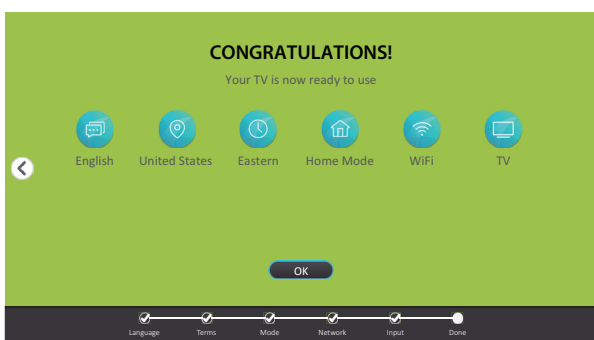 CONGRATULATIONS!
Your TV is now ready to use
English United States Eastern Home Mode WiFi TV
OK
Language Terms Mode Network Input Done